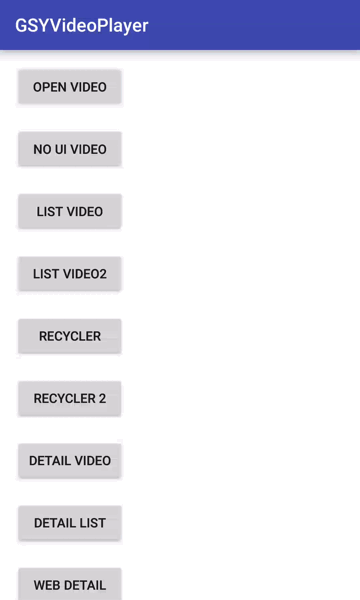 GSYVideoPlayer
OPEN VIDEO
NO UI VIDEO
LIST VIDEO
LIST VIDEO2
RECYCLER
RECYCLER 2
DETAIL VIDEO
DETAIL LIST
WEB DETAIL